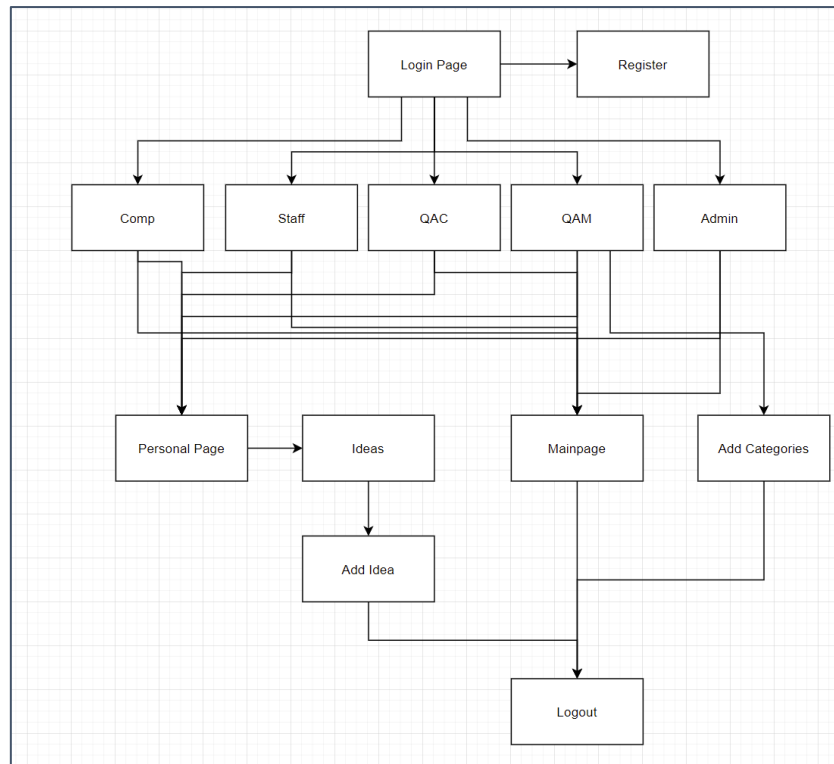 Login Page
Register
Comp
Staff
QAC
QAM
Admin
Personal Page
Ideas
Mainpage
Add Categories
Add Idea
Logout